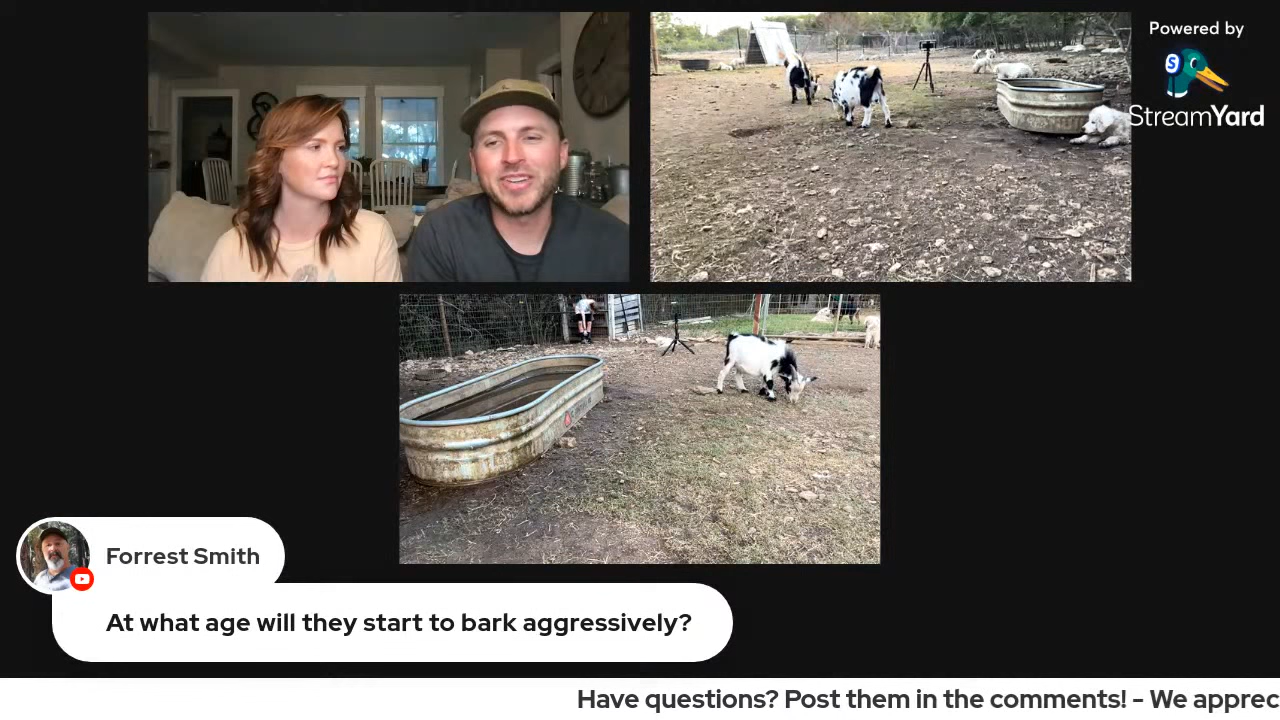 Powered by
StreamYard
Forrest Smith
At what age will they start to bark aggressively?
Have questions? Post them in the comments! - We apprec